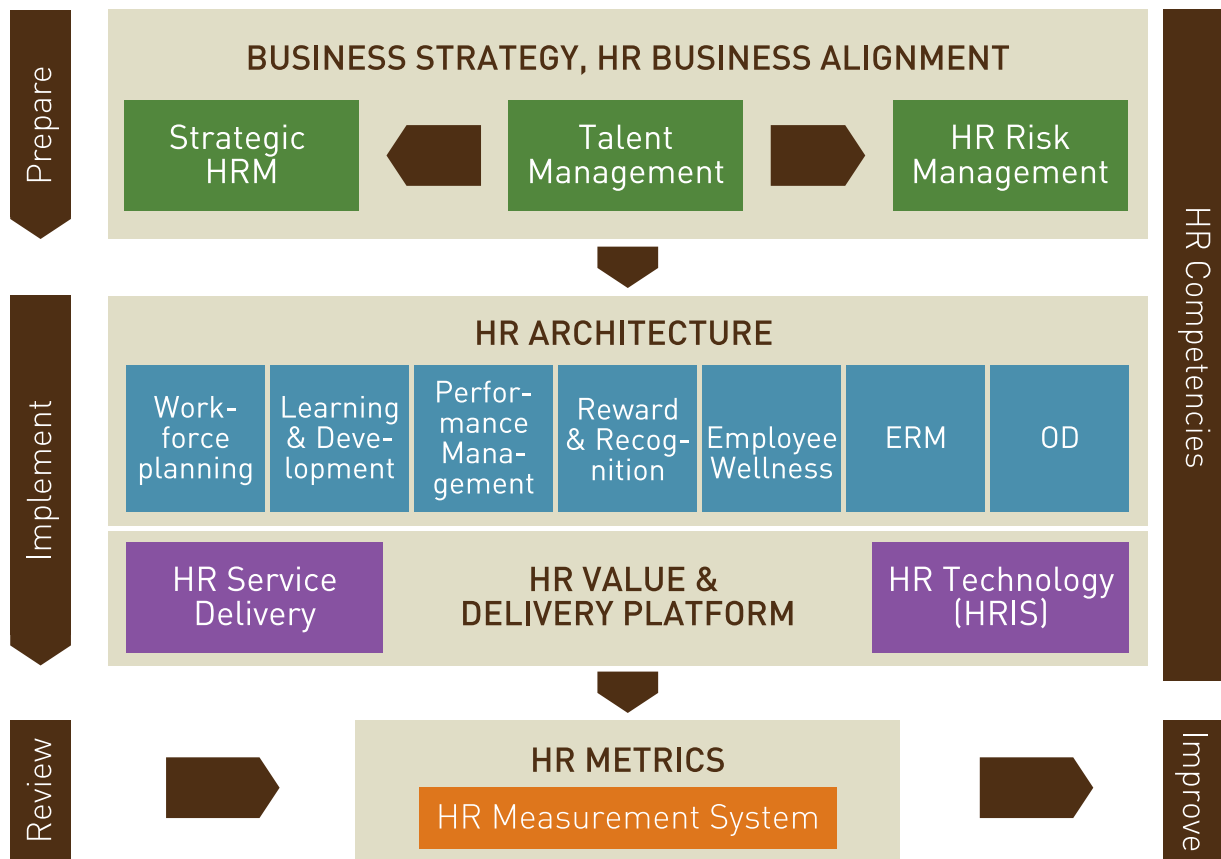 Prepare
BUSINESS STRATEGY, HR BUSINESS ALIGNMENT
Strategic
HRM
Talent
Management
HR Risk
Management
HR Competencies
Implement
HR ARCHITECTURE
Work-
force
planning
Learning
& Deve-
lopment
Perfor-
mance
Mana-
gement
Reward
& Recog-
nition
Employee
Wellness
ERM
OD
HR Service
Delivery
HR VALUE &
DELIVERY PLATFORM
HR Technology
(HRIS)
Review
HR METRICS
HR Measurement System
Improve